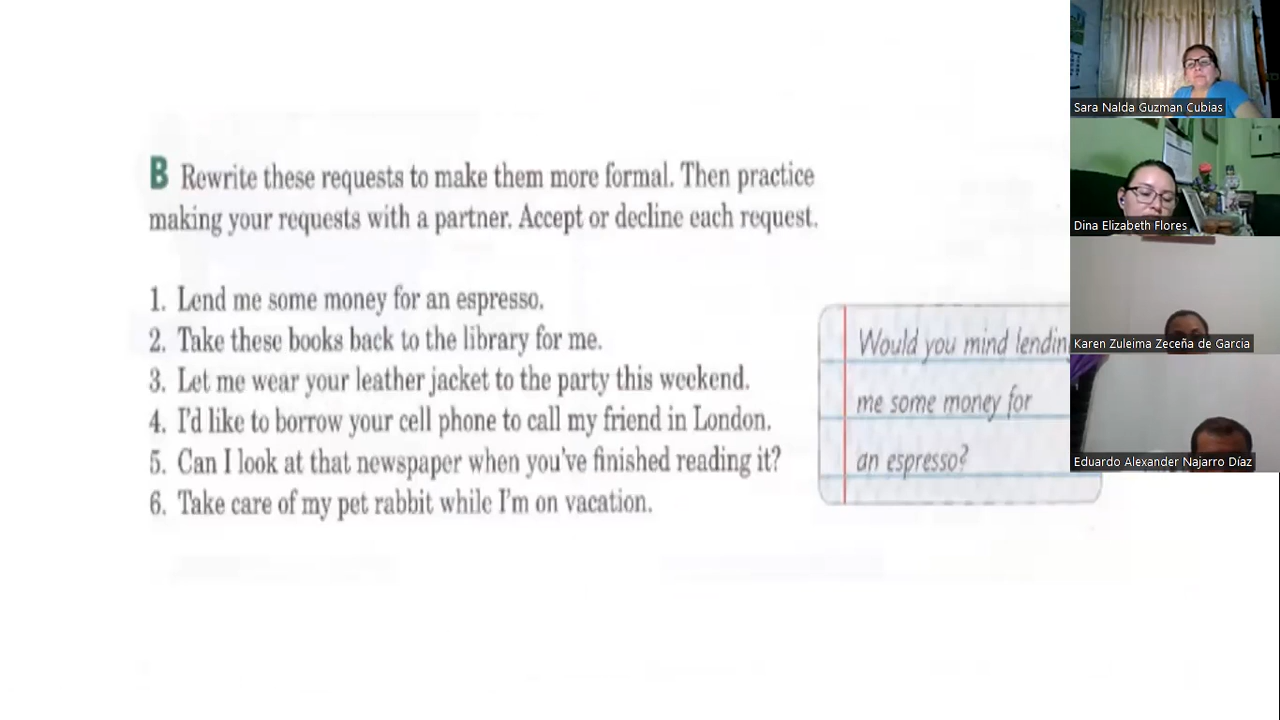 B Rewrite these requests to make them more formal. Then practice
making your requests with a partner. Accept or decline each request.
1. Lend me some money for an espresso.
2. Take these books back to the library for me.
3. Let me wear your leather jacket to the party this weekend.
4. I'd like to borrow your cell phone to call my friend in London.
5. Can I look at that newspaper when you've finished reading it?
6. Take care of my pet rabbit while I'm on vacation.
Would you mind lendin
me some money for
an espresso?
Sara Nalda Guzman Cubias
Dina Elizabeth Flores
Karen Zuleima Zeceña de Garcia
Eduardo Alexander Najarro Díaz